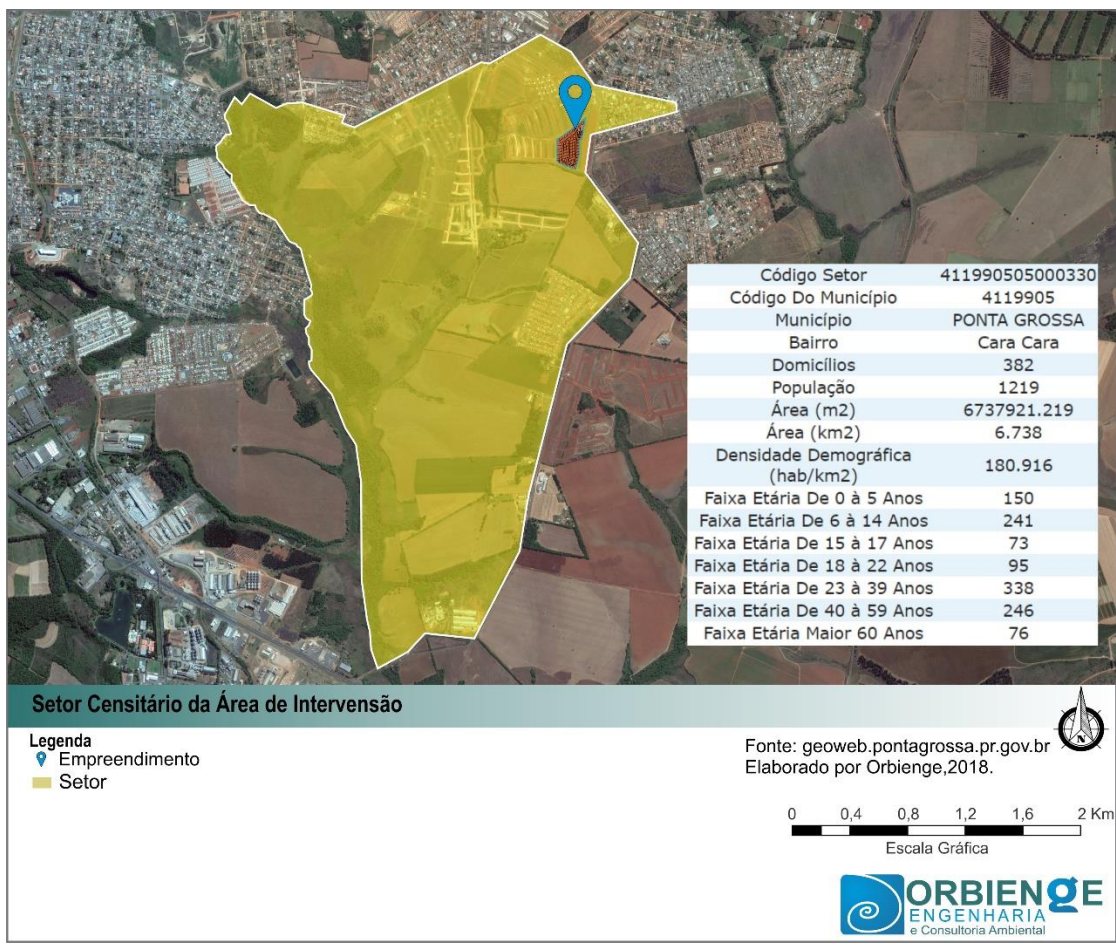 Código Setor 411990505000330
Código Do Município 4119905
Município PONTA GROSSA
Bairro Cara Cara
Domicílios 382
População 1219
Área (m2) 6737921.219
Área (km2) 6.738
Densidade Demográfica
(hab/km2) 180.916
Faixa Etária De 0 à 5 Anos 150
Faixa Etária De 6 à 14 Anos 241
Faixa Etária De 15 à 17 Anos 73
Faixa Etária De 18 à 22 Anos 95
Faixa Etária De 23 à 39 Anos 338
Faixa Etária De 40 à 59 Anos 246
Faixa Etária Maior 60 Anos 76
Setor Censitário da Área de Intervensão
Legenda
Empreendimento
Setor
Fonte: geoweb.pontagrossa.pr.gov.br
Elaborado por Orbienge,2018.
N
0 0,4 0,8 1,2 1,6 2 Km
Escala Gráfica
ORBIENGE
ENGENHARIA
e Consultoria Ambiental